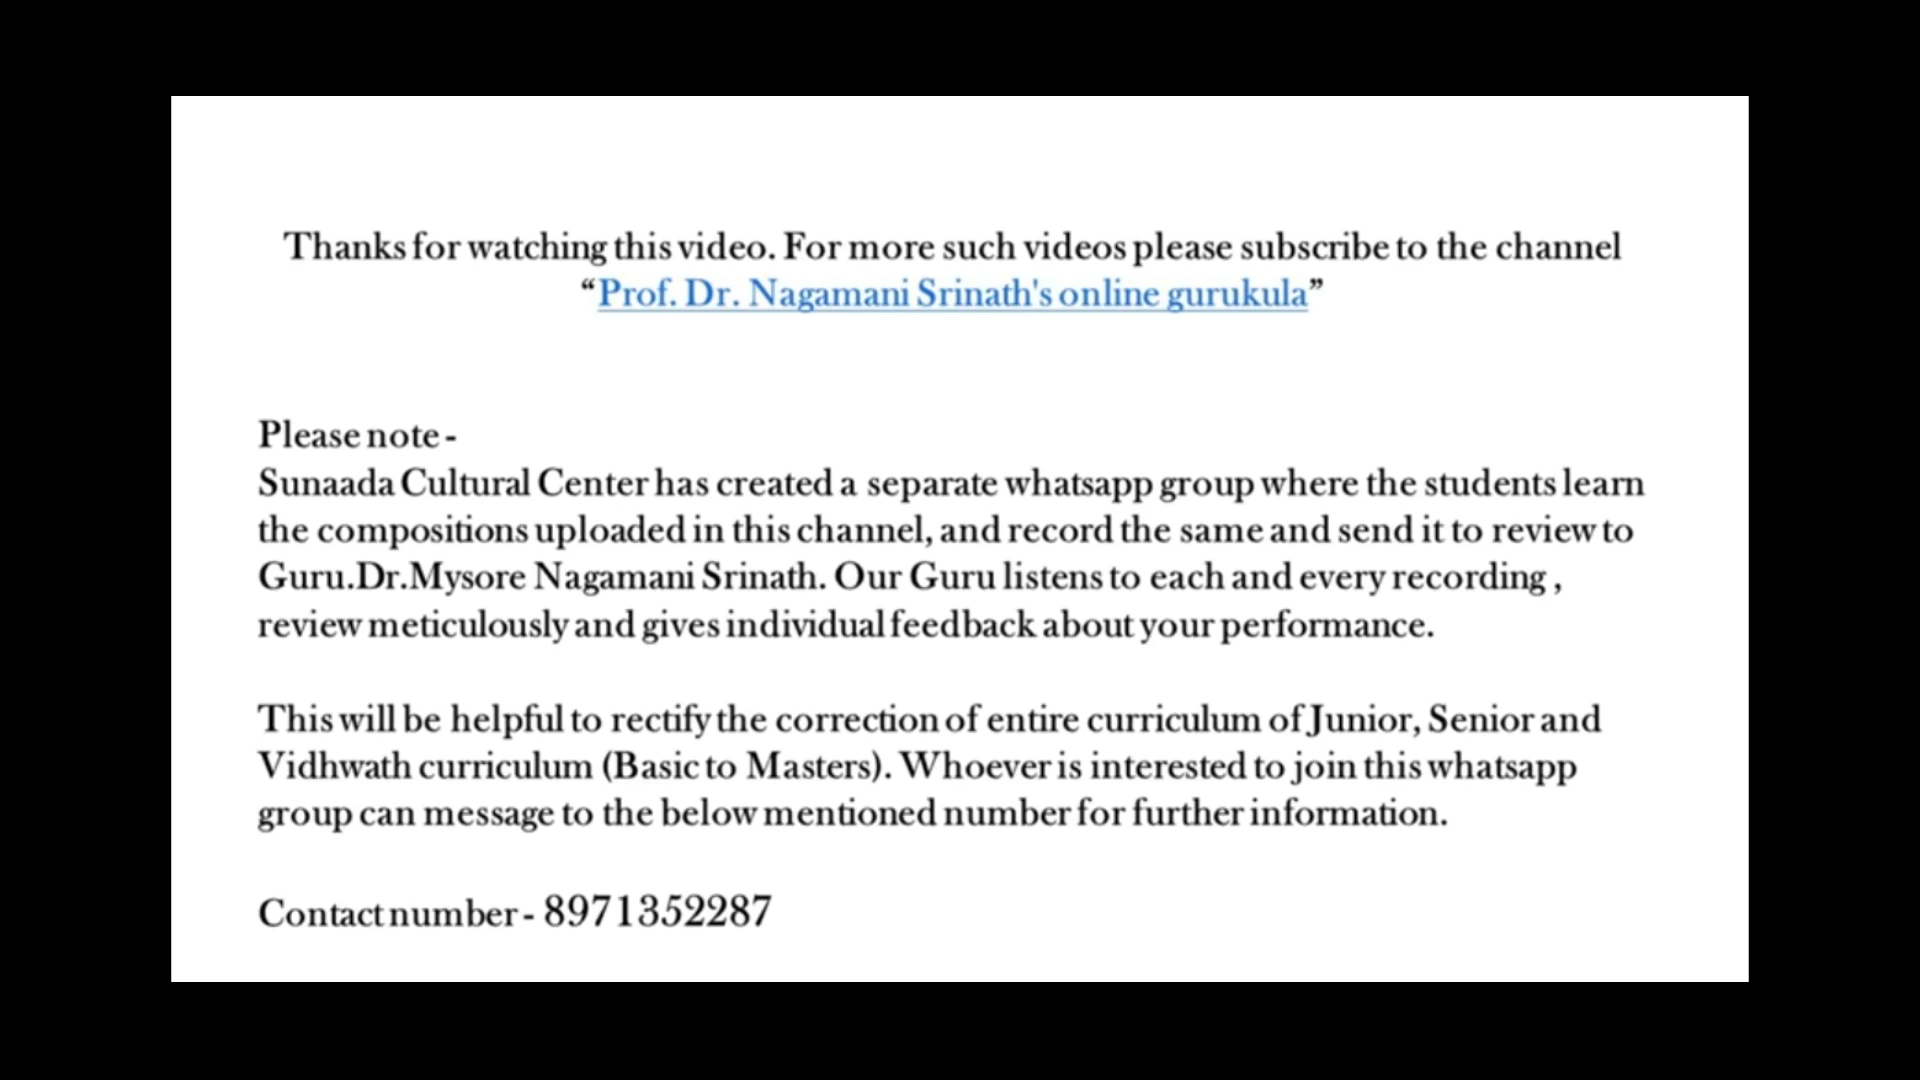 Thanks for watching this video. For more such videos please subscribe to the channel
“Prof. Dr. Nagamani Srinath's online gurukula”
Please note -
Sunaada Cultural Center has created a separate whatsapp group where the students learn
the compositions uploaded in this channel, and record the same and send it to review to
Guru.Dr.Mysore Nagamani Srinath. Our Guru listens to each and every recording ,
review meticulously and gives individual feedback about your performance.
This will be helpful to rectify the correction of entire curriculum of Junior, Senior and
Vidhwath curriculum (Basic to Masters). Whoever is interested to join this whatsapp
group can message to the below mentioned number for further information.
Contact number - 8971352287